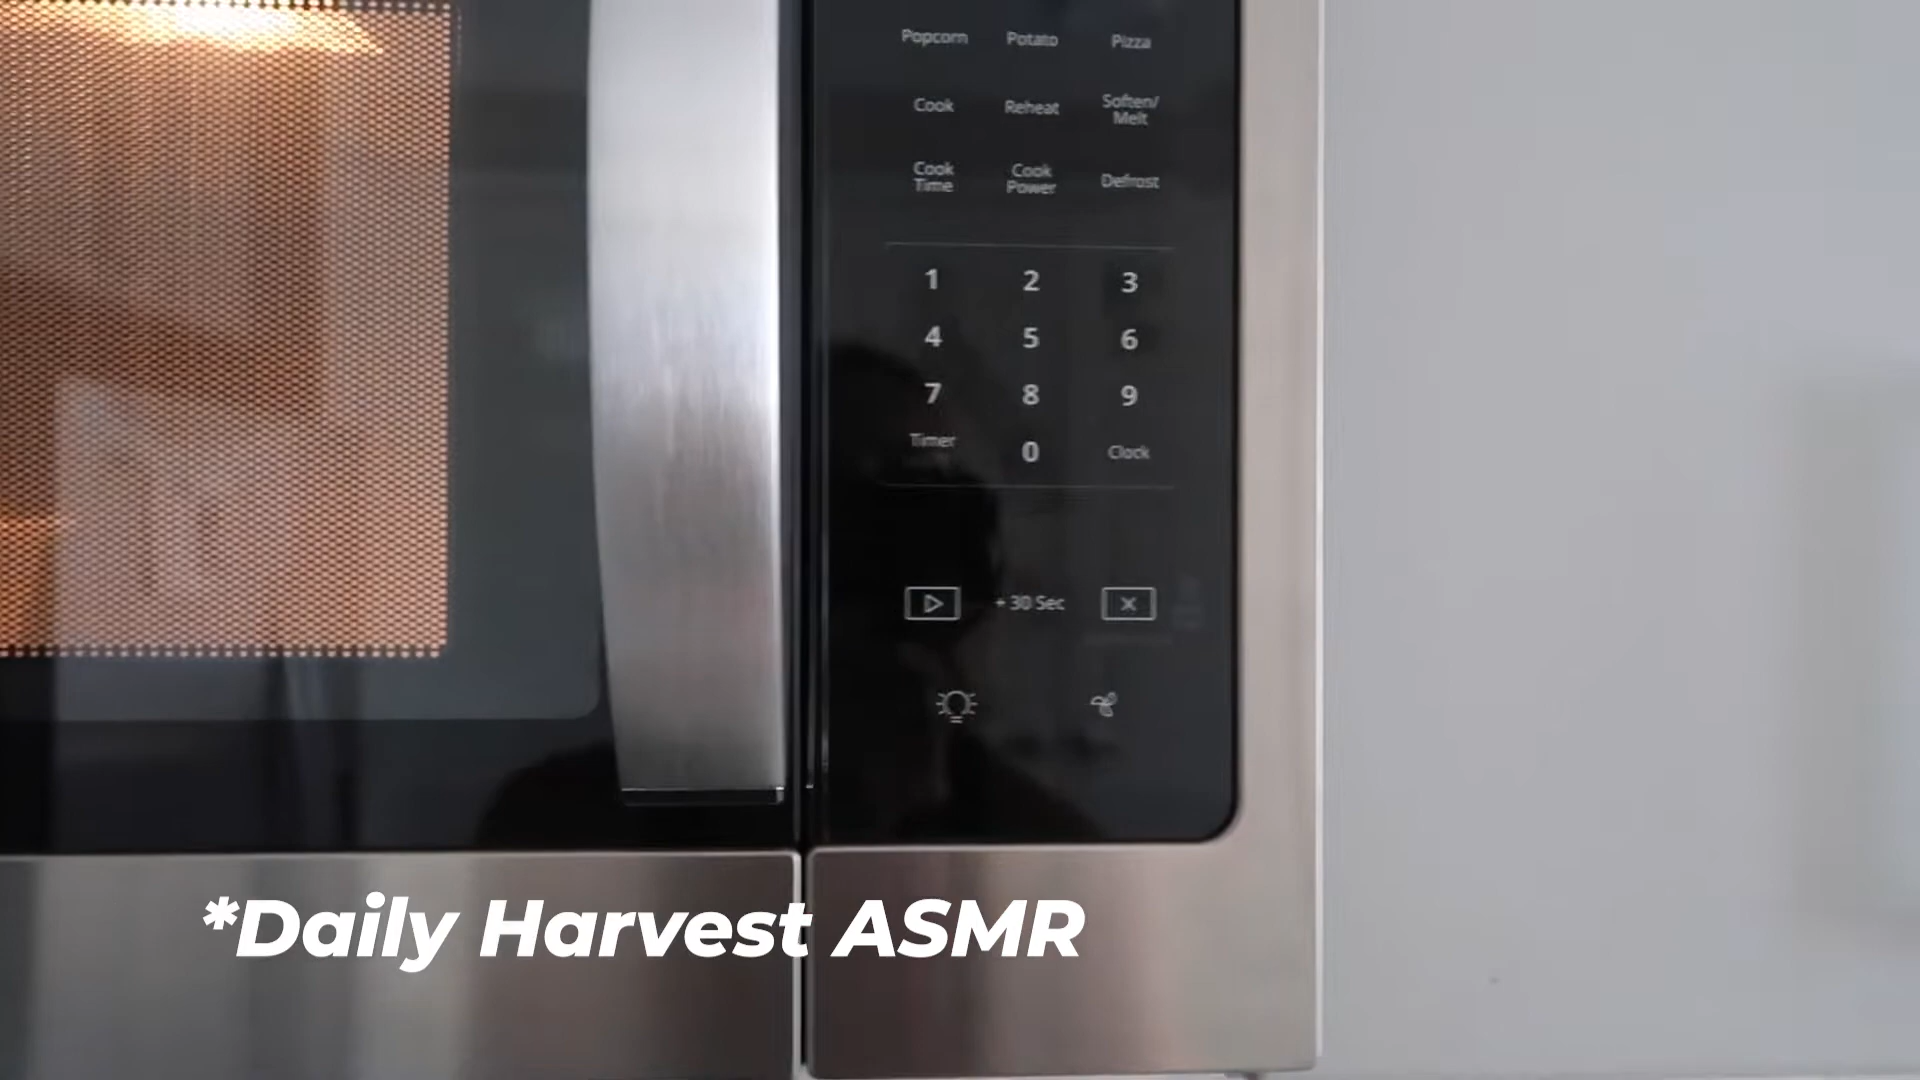 Popcorn Potato Pizza
Cook Reheat Soften/
Melt
Cook
Time Cook
Power Defrost
1 2 3
4 5 6
7 8 9
Timer 0 Clock
+30 Sec
*Daily Harvest ASMR